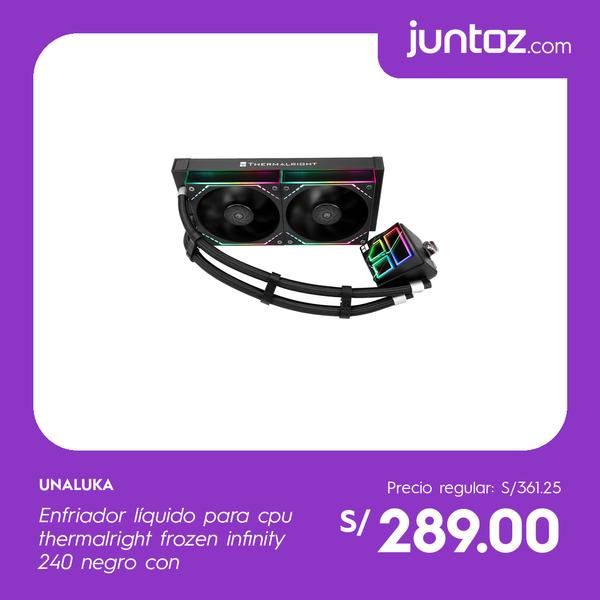 juntoz.com
THERMALRIGHT
UNALUKA
Enfriador líquido para cpu
thermalright frozen infinity
240 negro con
Precio regular: S/361.25
S/289.00